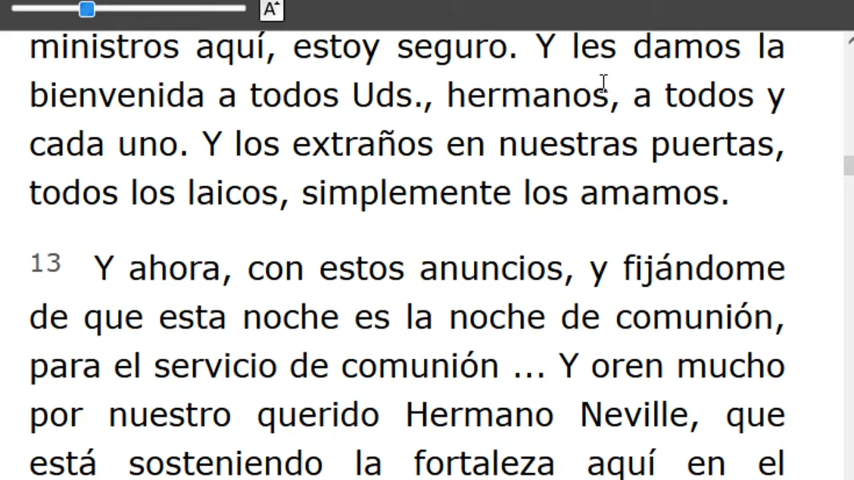 A
ministros aquí, estoy seguro. Y les damos la
bienvenida a todos Uds., hermanos, a todos y
cada uno. Y los extraños en nuestras puertas,
todos los laicos, simplemente los amamos.
13 Y ahora, con estos anuncios, y fijándome
de que esta noche es la noche de comunión,
para el servicio de comunión ... Y oren mucho
por nuestro querido Hermano Neville, que
está sosteniendo la fortaleza aquí en el